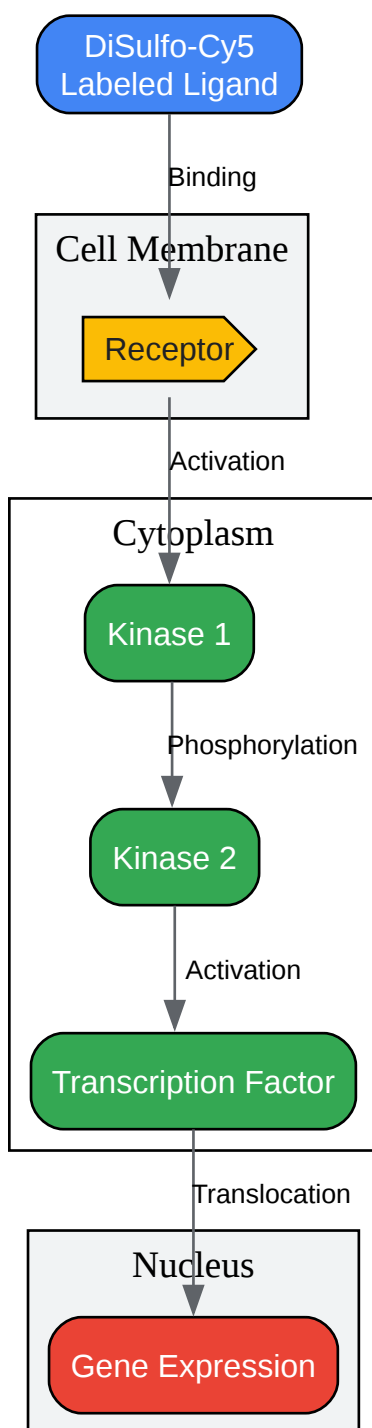 DiSulfo-Cy5
Labeled Ligand
Binding
Cell Membrane
Receptor
Activation
Cytoplasm
Kinase 1
Phosphorylation
Kinase 2
Activation
Transcription Factor
Translocation
Nucleus
Gene Expression